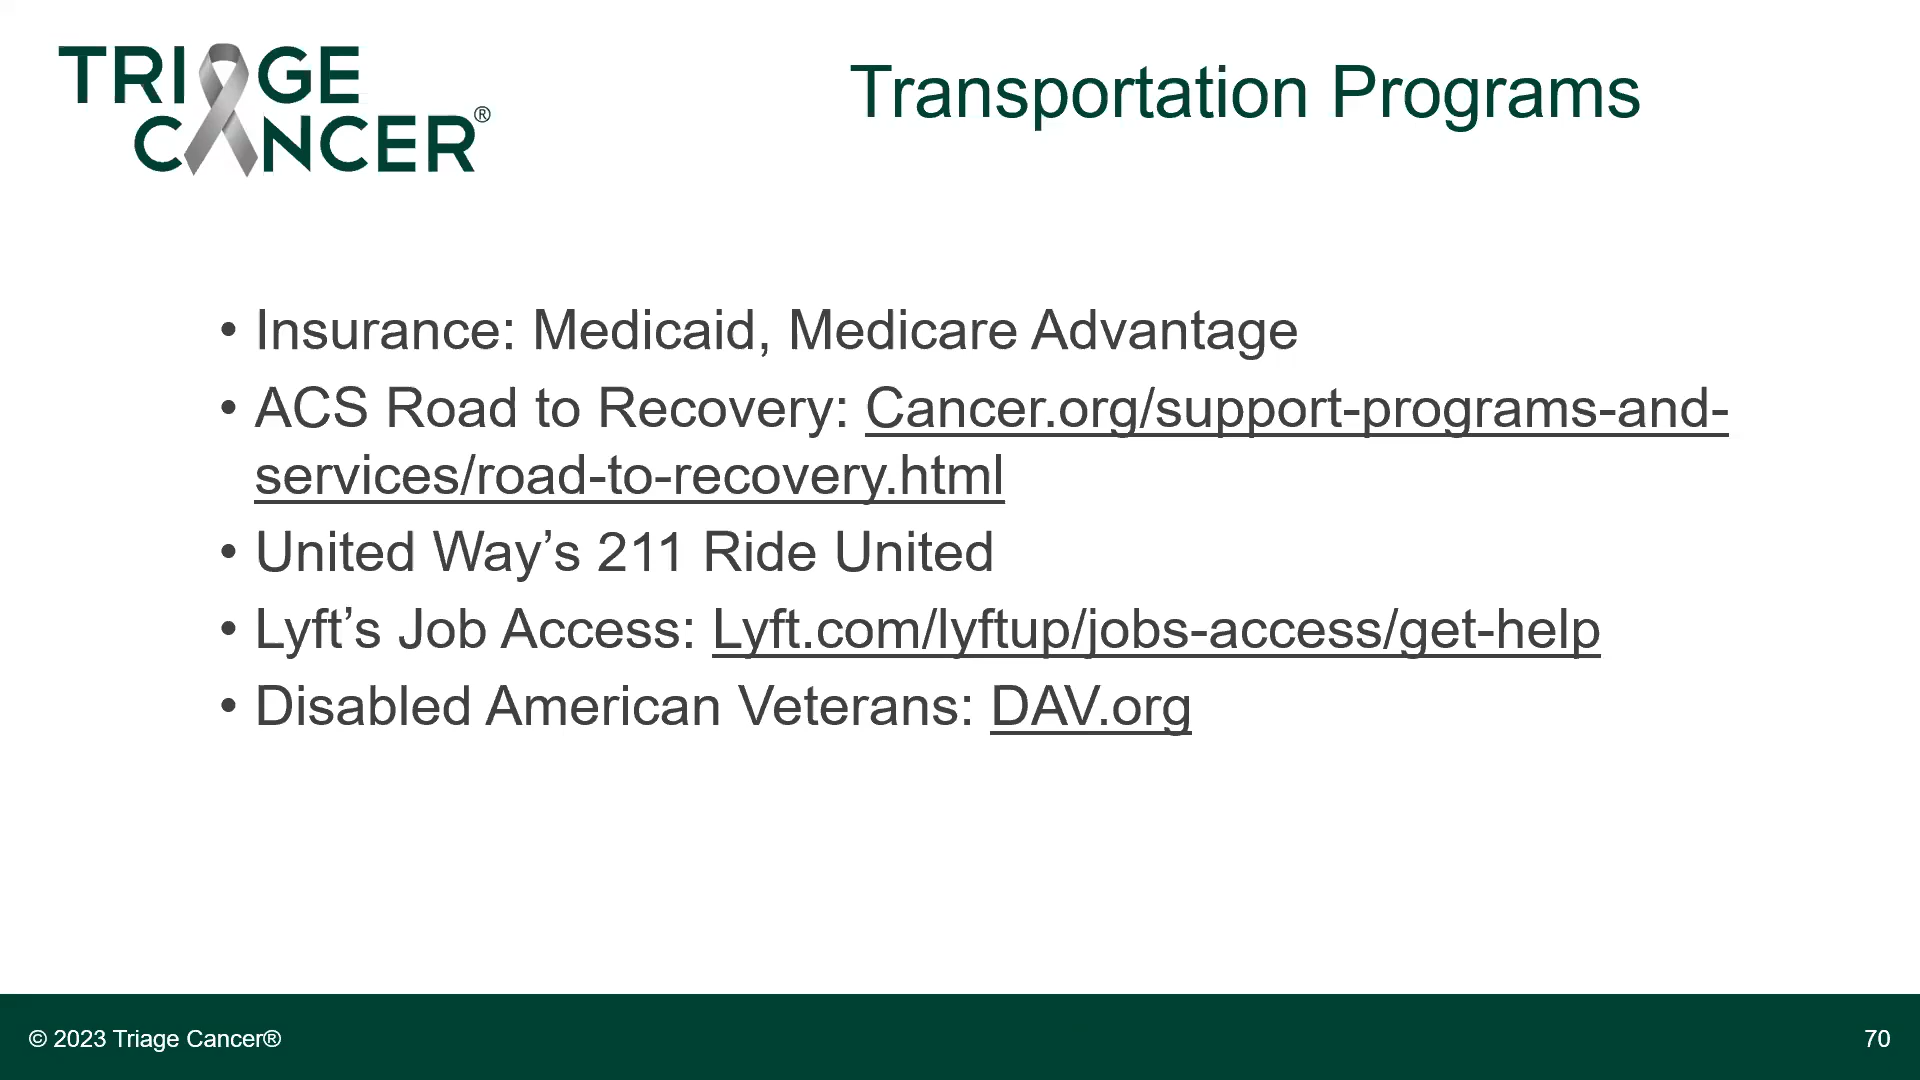 TRIAGE
CANCER®
Transportation Programs
• Insurance: Medicaid, Medicare Advantage
• ACS Road to Recovery: Cancer.org/support-programs-and-
services/road-to-recovery.html
• United Way’s 211 Ride United
• Lyft’s Job Access: Lyft.com/lyftup/jobs-access/get-help
• Disabled American Veterans: DAV.org
© 2023 Triage Cancer®
70